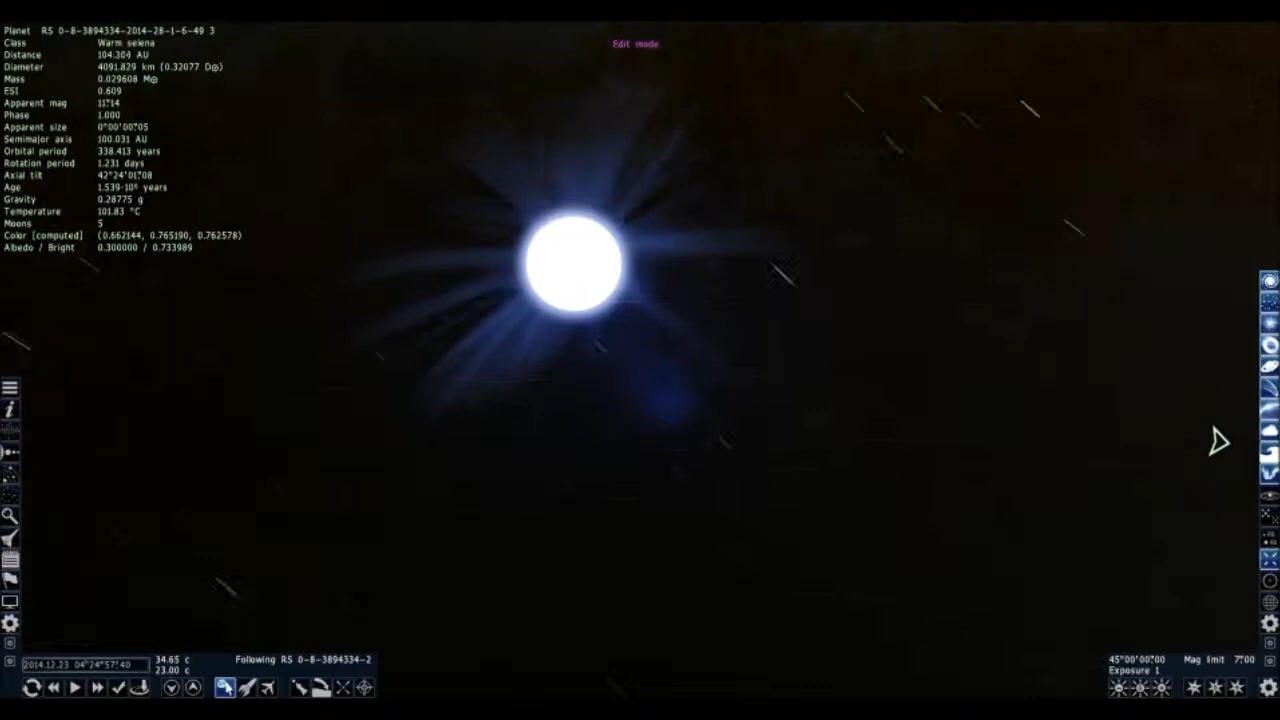 Planet RS 0-8-3894334-2014-28-1-6-49 3
Class Warm selena
Distance 104.304 AU
Diameter 4091.829 km (0.32077 D⊕)
Mass 0.029608 M⊕
ESI 0.609
Apparent mag 11.14
Phase 1.000
Apparent size 0°00'00".05
Semimajor axis 100.031 AU
Orbital period 338.413 years
Rotation period 1.231 days
Axial tilt 42°24'01".08
Age years
Gravity 0.28775 g
Temperature 101.83 °C
Moons 5
Color [computed] (0.662144, 0.765190, 0.762578)
Albedo / Bright 0.300000 / 0.733989
Edit mode
2014.12.23 04:24:57.40
34.65 c
23.00 c
Following RS 0-8-3894334-2
45°00'00".00 Mag limit 7.00
Exposure 1